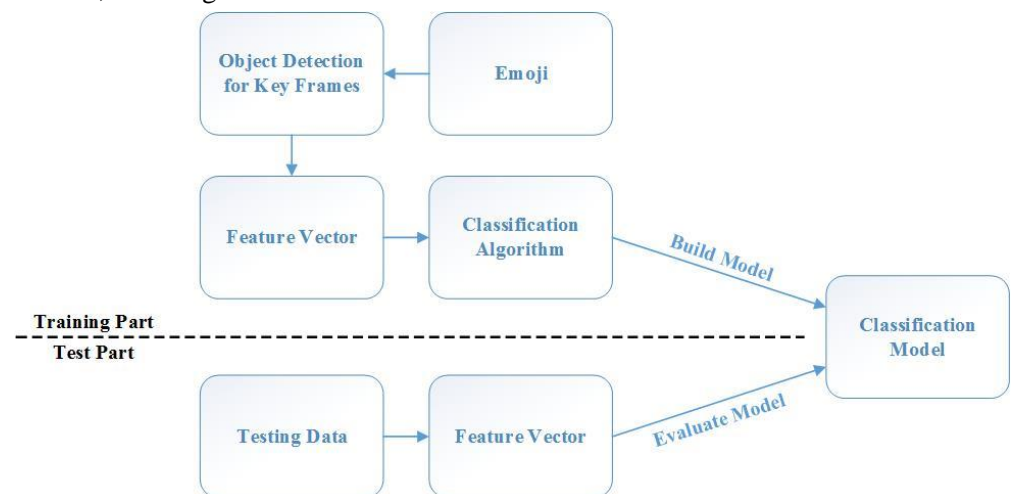 Object Detection
for Key Frames
Emoji
Feature Vector
Classification
Algorithm
Build Model
Training Part
Test Part
Classification
Model
Testing Data
Feature Vector
Evaluate Model